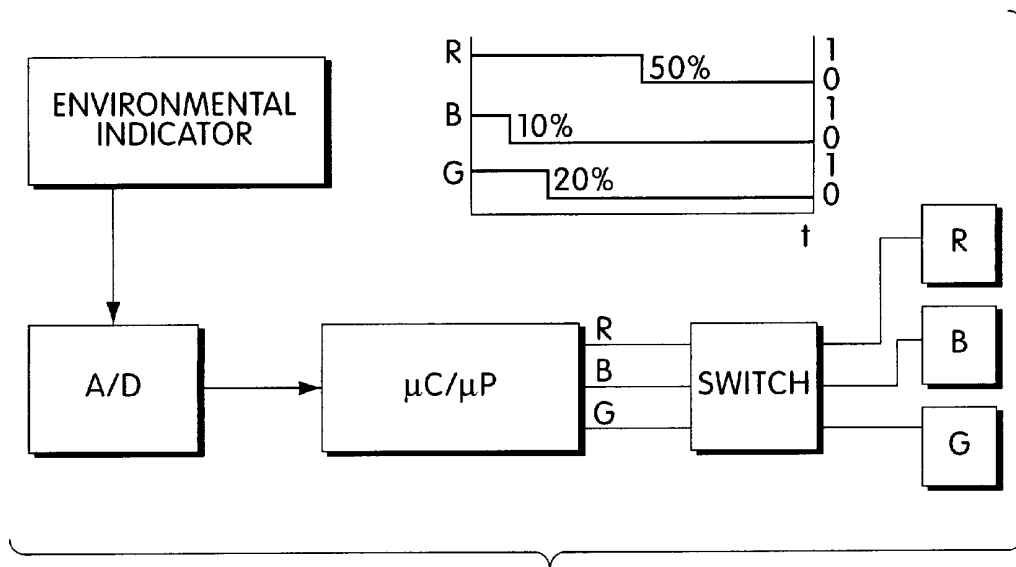 ENVIRONMENTAL
INDICATOR
R
50%
1
0
B
10%
1
0
G
20%
1
0
t
A/D
μC/μP
R
B
G
SWITCH
R
B
G